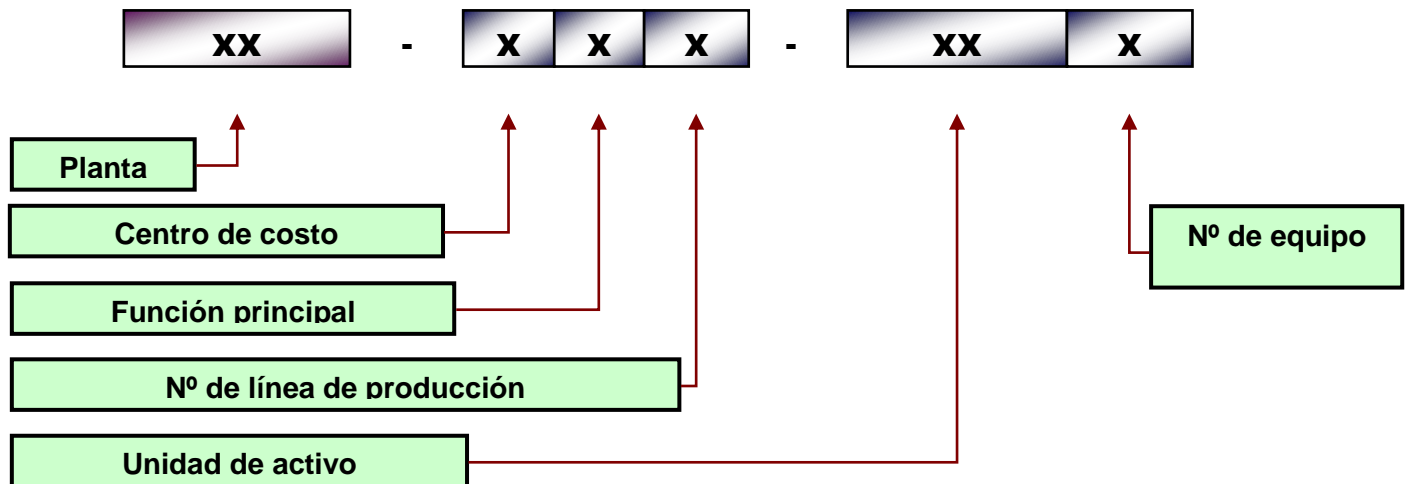 xx - x x x - xx x
Planta
Centro de costo
Nº de equipo
Función principal
Nº de línea de producción
Unidad de activo